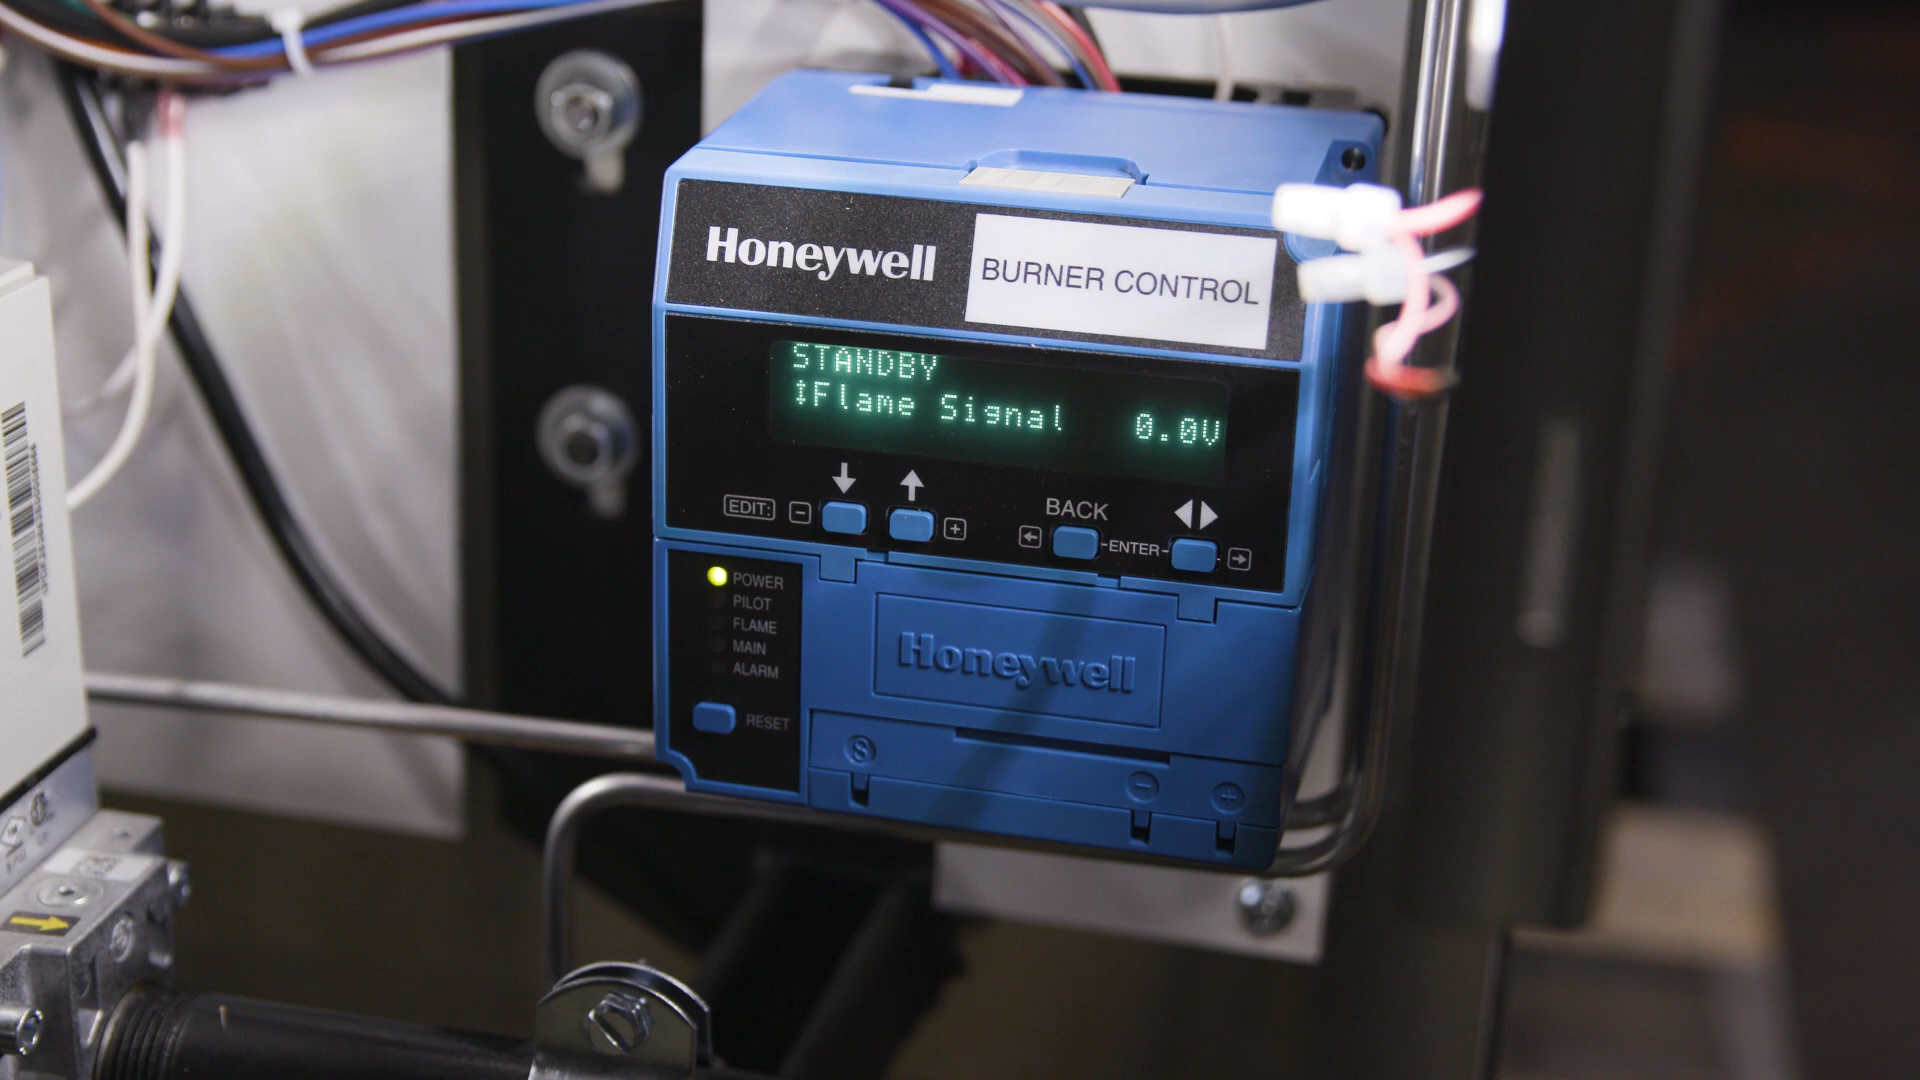 Honeywell
BURNER CONTROL
STANDBY
↕Flame Signal 0.0V
↓ ↑
EDIT: - +
BACK
← ENTER →
POWER
PILOT
FLAME
MAIN
ALARM
RESET
Honeywell
S - +